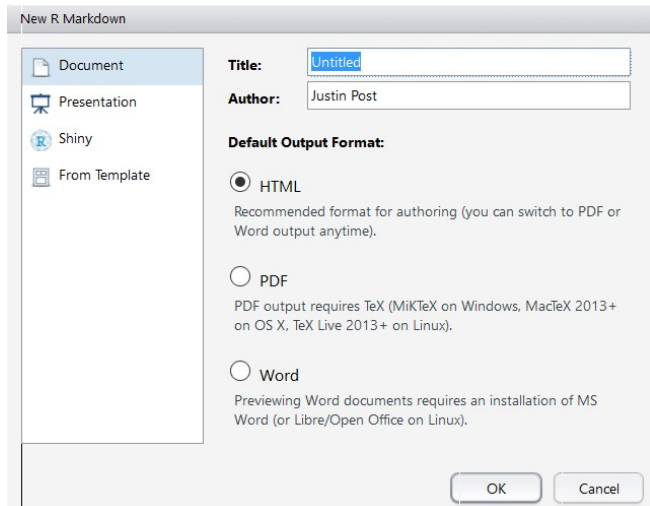 New R Markdown
Document
Presentation
R Shiny
From Template
Title: Untitled
Author: Justin Post
Default Output Format:
HTML
Recommended format for authoring (you can switch to PDF or
Word output anytime).
PDF
PDF output requires TeX (MiKTeX on Windows, MacTeX 2013+
on OS X, TeX Live 2013+ on Linux).
Word
Previewing Word documents requires an installation of MS
Word (or Libre/Open Office on Linux).
OK Cancel